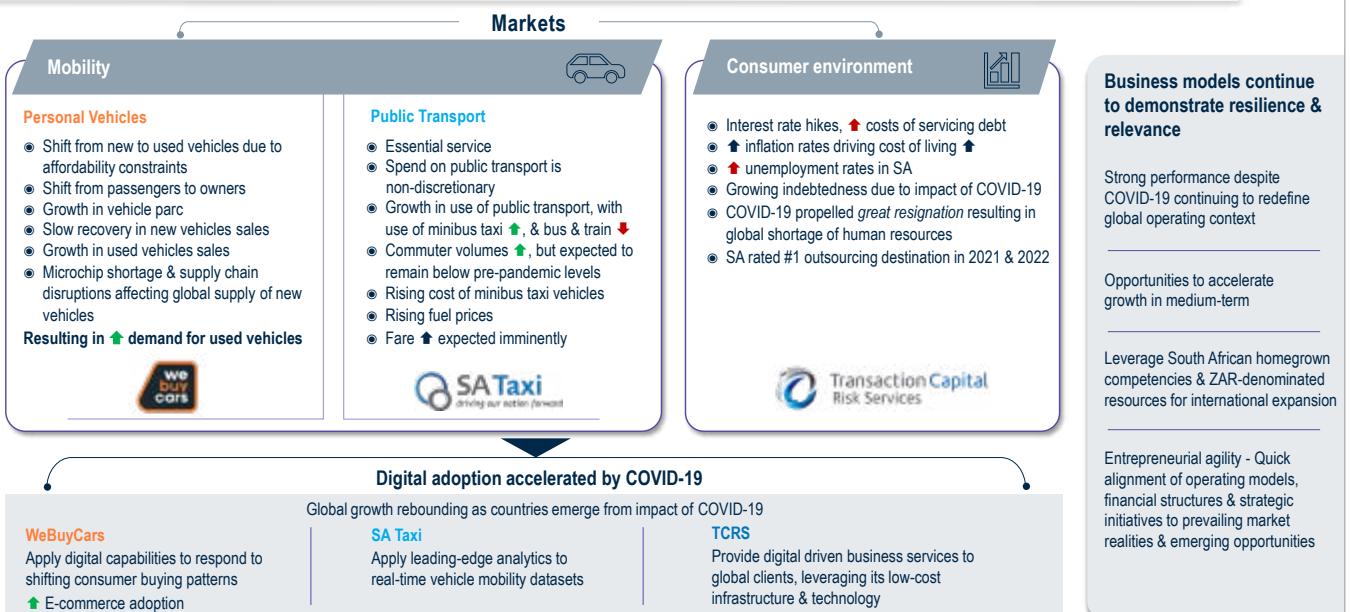 Markets
Mobility
Personal Vehicles
◉ Shift from new to used vehicles due to
affordability constraints
◉ Shift from passengers to owners
◉ Growth in vehicle parc
◉ Slow recovery in new vehicles sales
◉ Growth in used vehicles sales
◉ Microchip shortage & supply chain
disruptions affecting global supply of new
vehicles
Resulting in ⬆ demand for used vehicles
we
buy
cars
Public Transport
◉ Essential service
◉ Spend on public transport is
non-discretionary
◉ Growth in use of public transport, with
use of minibus taxi ⬆, & bus & train ⬇
◉ Commuter volumes ⬆, but expected to
remain below pre-pandemic levels
◉ Rising cost of minibus taxi vehicles
◉ Rising fuel prices
◉ Fare ⬆ expected imminently
SA Taxi
driving our nation forward
Consumer environment
◉ Interest rate hikes, ⬆ costs of servicing debt
◉ ⬆ inflation rates driving cost of living ⬆
◉ ⬆ unemployment rates in SA
◉ Growing indebtedness due to impact of COVID-19
◉ COVID-19 propelled great resignation resulting in
global shortage of human resources
◉ SA rated #1 outsourcing destination in 2021 & 2022
Transaction Capital
Risk Services
Business models continue
to demonstrate resilience &
relevance
Strong performance despite
COVID-19 continuing to redefine
global operating context
Opportunities to accelerate
growth in medium-term
Leverage South African homegrown
competencies & ZAR-denominated
resources for international expansion
Entrepreneurial agility - Quick
alignment of operating models,
financial structures & strategic
initiatives to prevailing market
realities & emerging opportunities
Digital adoption accelerated by COVID-19
Global growth rebounding as countries emerge from impact of COVID-19
WeBuyCars
Apply digital capabilities to respond to
shifting consumer buying patterns
⬆ E-commerce adoption
SA Taxi
Apply leading-edge analytics to
real-time vehicle mobility datasets
TCRS
Provide digital driven business services to
global clients, leveraging its low-cost
infrastructure & technology